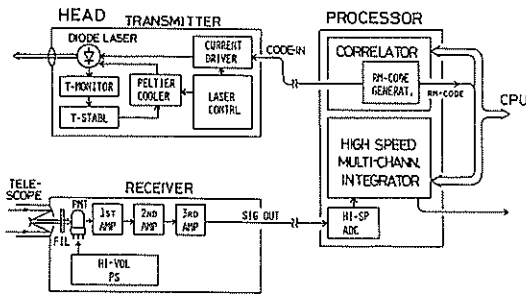 HEAD
TRANSMITTER
DIODE LASER
CURRENT
DRIVER
CODE-IN
T-MONITOR
PELTIER
COOLER
T-STABL
LASER
CONTRL
PROCESSOR
CORRELATOR
RM-CODE
GENERAT.
RM-CODE
CPU
HIGH SPEED
MULTI-CHANN.
INTEGRATOR
HI-SP
ADC
TELE-
SCOPE
RECEIVER
PMT
FIL
1ST
AMP
2ND
AMP
3RD
AMP
SIG OUT
HI-VOL
PS